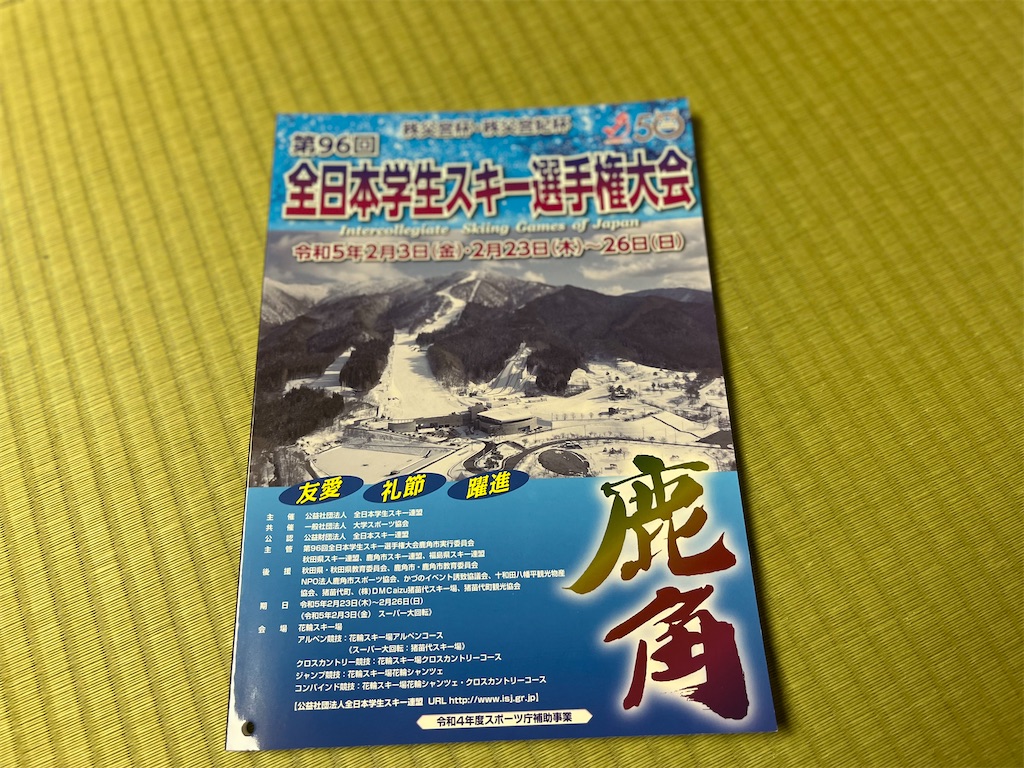 秩父宮杯・秩父宮妃杯
50
第96回
全日本学生スキー選手権大会
Intercollegiate Skiing Games of Japan
令和5年2月3日(金)・2月23日(木)～26日(日)
友愛 礼節 躍進
鹿角
主催 公益社団法人 全日本学生スキー連盟
共催 一般社団法人 大学スポーツ協会
公認 公益財団法人 全日本スキー連盟
主管 第96回全日本学生スキー選手権大会鹿角市実行委員会
秋田県スキー連盟、鹿角市スキー連盟、福島県スキー連盟
後援 秋田県・秋田県教育委員会、鹿角市・鹿角市教育委員会
NPO法人鹿角市スポーツ協会、かづのイベント誘致協議会、十和田八幡平観光物産
協会、猪苗代町、(株)DMCaizu猪苗代スキー場、猪苗代町観光協会
期日 令和5年2月23日(木)～2月26日(日)
《令和5年2月3日(金) スーパー大回転》
会場 花輪スキー場
アルペン競技：花輪スキー場アルペンコース
《スーパー大回転：猪苗代スキー場》
クロスカントリー競技：花輪スキー場クロスカントリーコース
ジャンプ競技：花輪スキー場花輪シャンツェ
コンバインド競技：花輪スキー場花輪シャンツェ・クロスカントリーコース
【公益社団法人全日本学生スキー連盟 URL http://www.isj.gr.jp】
令和4年度スポーツ庁補助事業